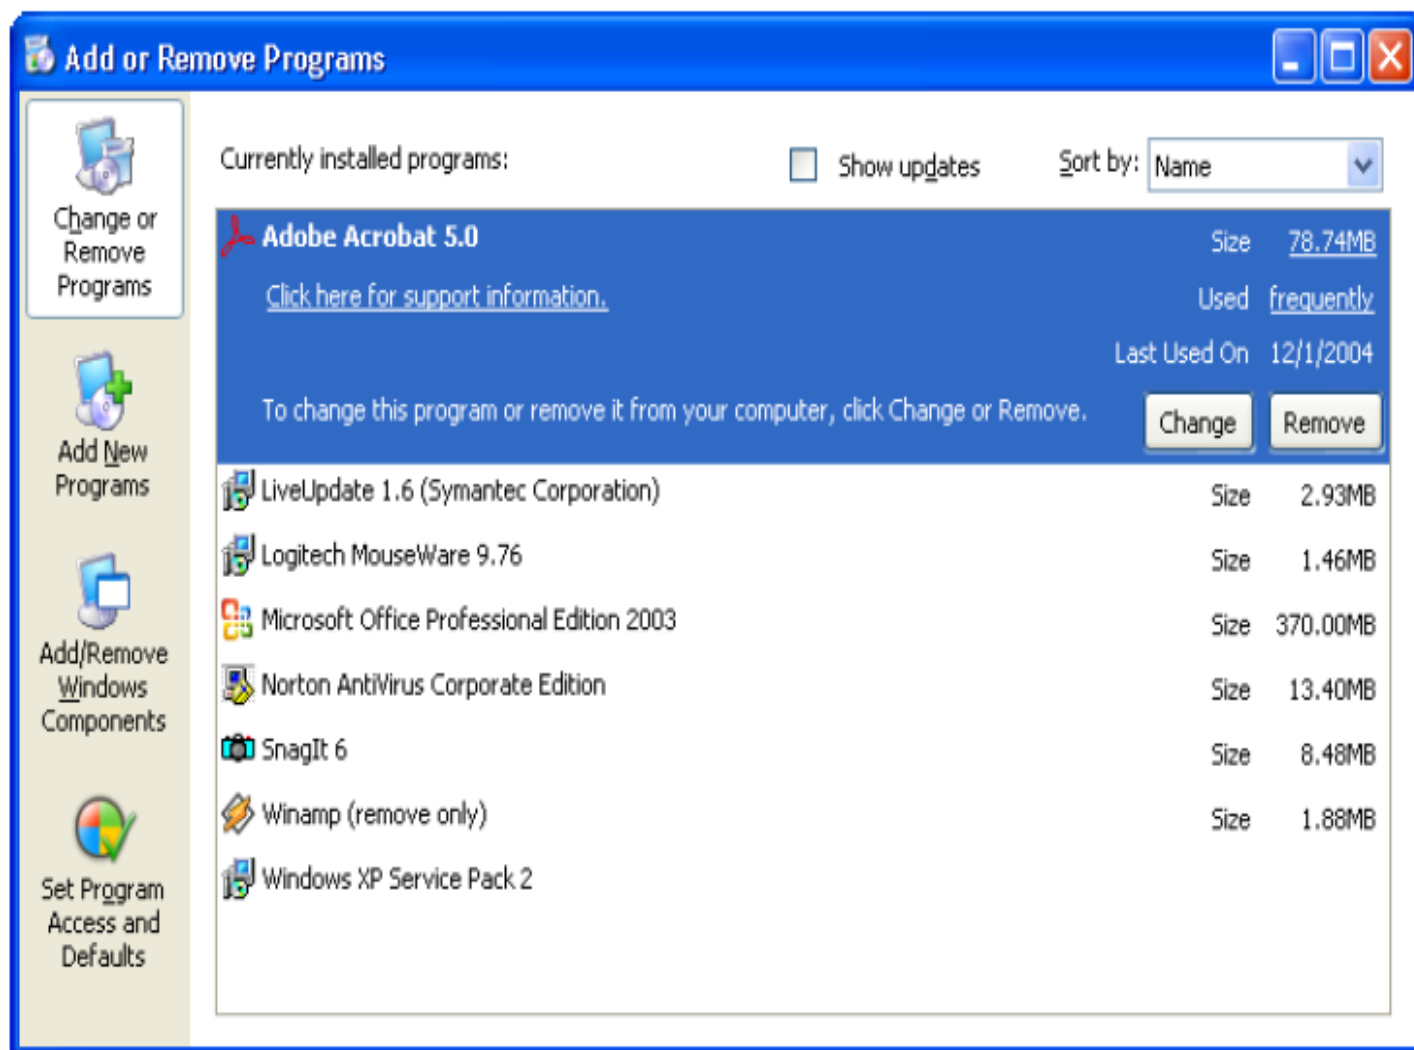 Add or Remove Programs
Change or
Remove
Programs
Add New
Programs
Add/Remove
Windows
Components
Set Program
Access and
Defaults
Currently installed programs:
Show updates
Sort by: Name
Adobe Acrobat 5.0 Size 78.74MB
Click here for support information. Used frequently
Last Used On 12/1/2004
To change this program or remove it from your computer, click Change or Remove. Change Remove
LiveUpdate 1.6 (Symantec Corporation) Size 2.93MB
Logitech MouseWare 9.76 Size 1.46MB
Microsoft Office Professional Edition 2003 Size 370.00MB
Norton AntiVirus Corporate Edition Size 13.40MB
SnagIt 6 Size 8.48MB
Winamp (remove only) Size 1.88MB
Windows XP Service Pack 2